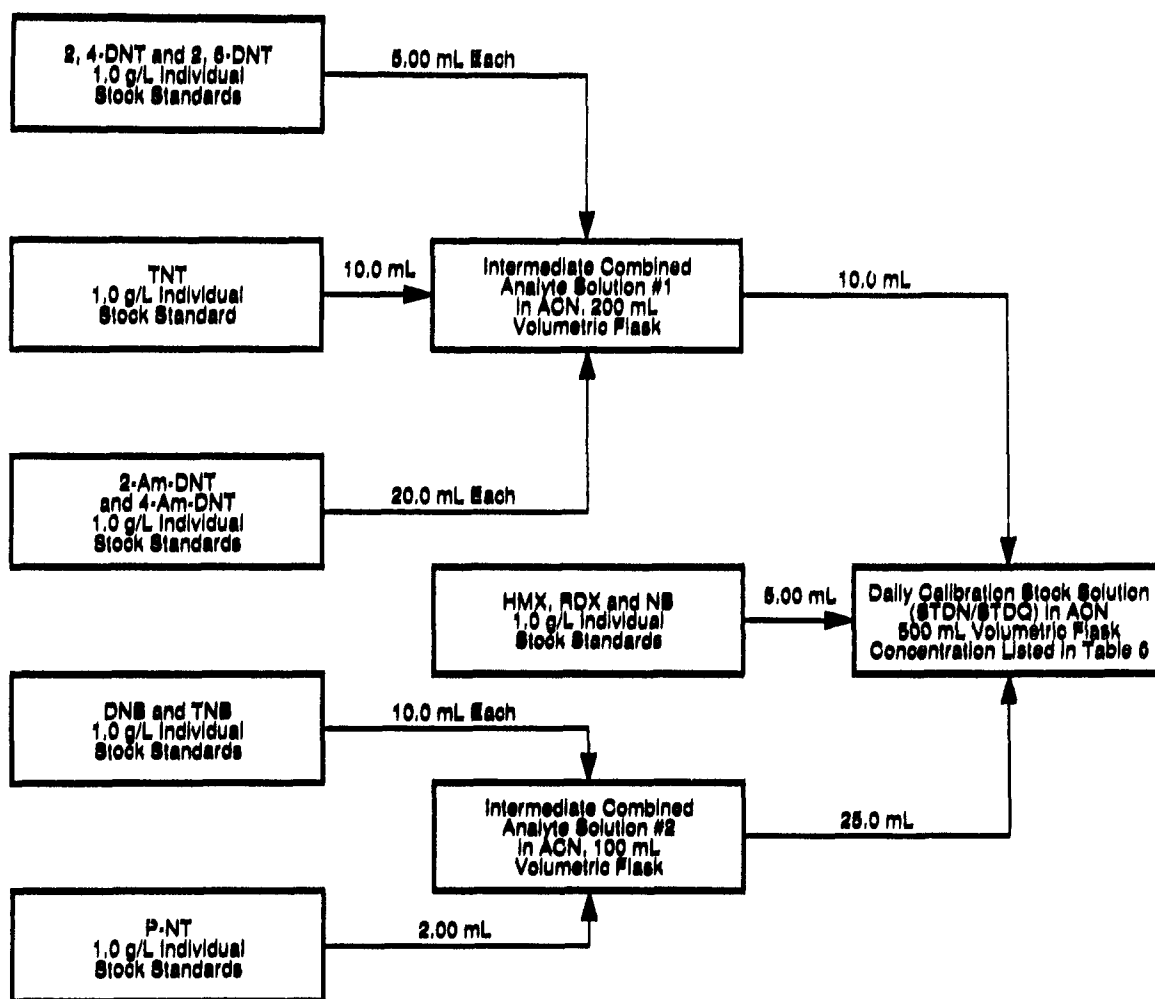 2, 4-DNT and 2, 6-DNT
1.0 g/L Individual
Stock Standards
5.00 mL Each
TNT
1.0 g/L Individual
Stock Standard
10.0 mL
Intermediate Combined
Analyte Solution #1
in ACN, 200 mL
Volumetric Flask
10.0 mL
2-Am-DNT
and 4-Am-DNT
1.0 g/L Individual
Stock Standards
20.0 mL Each
HMX, RDX and NB
1.0 g/L Individual
Stock Standards
5.00 mL
Daily Calibration Stock Solution
(STDN/STDQ) in ACN
500 mL Volumetric Flask
Concentration Listed in Table 6
DNB and TNB
1.0 g/L Individual
Stock Standards
10.0 mL Each
Intermediate Combined
Analyte Solution #2
in ACN, 100 mL
Volumetric Flask
25.0 mL
P-NT
1.0 g/L Individual
Stock Standards
2.00 mL